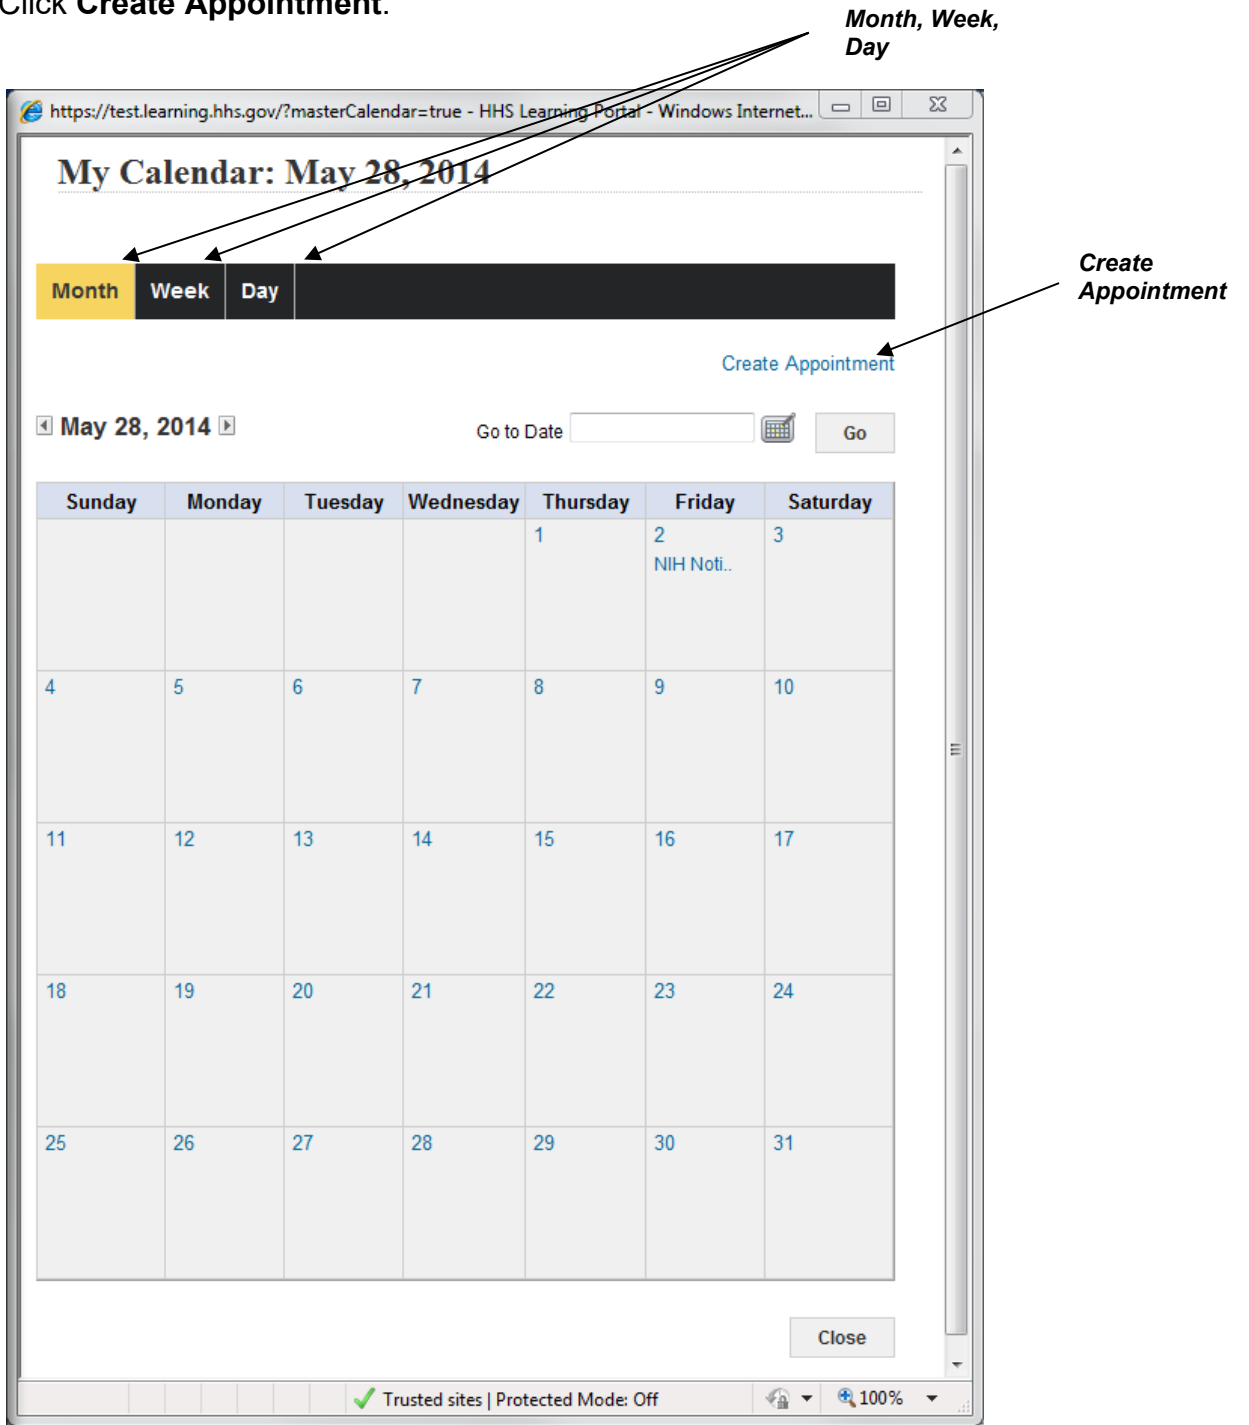 Click Create Appointment.
Month, Week,
Day
https://test.learning.hhs.gov/?masterCalendar=true - HHS Learning Portal - Windows Internet...
My Calendar: May 28, 2014
Month Week Day
Create
Appointment
Create Appointment
May 28, 2014 Go to Date Go
Sunday Monday Tuesday Wednesday Thursday Friday Saturday
1 2 3
NIH Noti..
4 5 6 7 8 9 10
11 12 13 14 15 16 17
18 19 20 21 22 23 24
25 26 27 28 29 30 31
Close
Trusted sites | Protected Mode: Off 100%